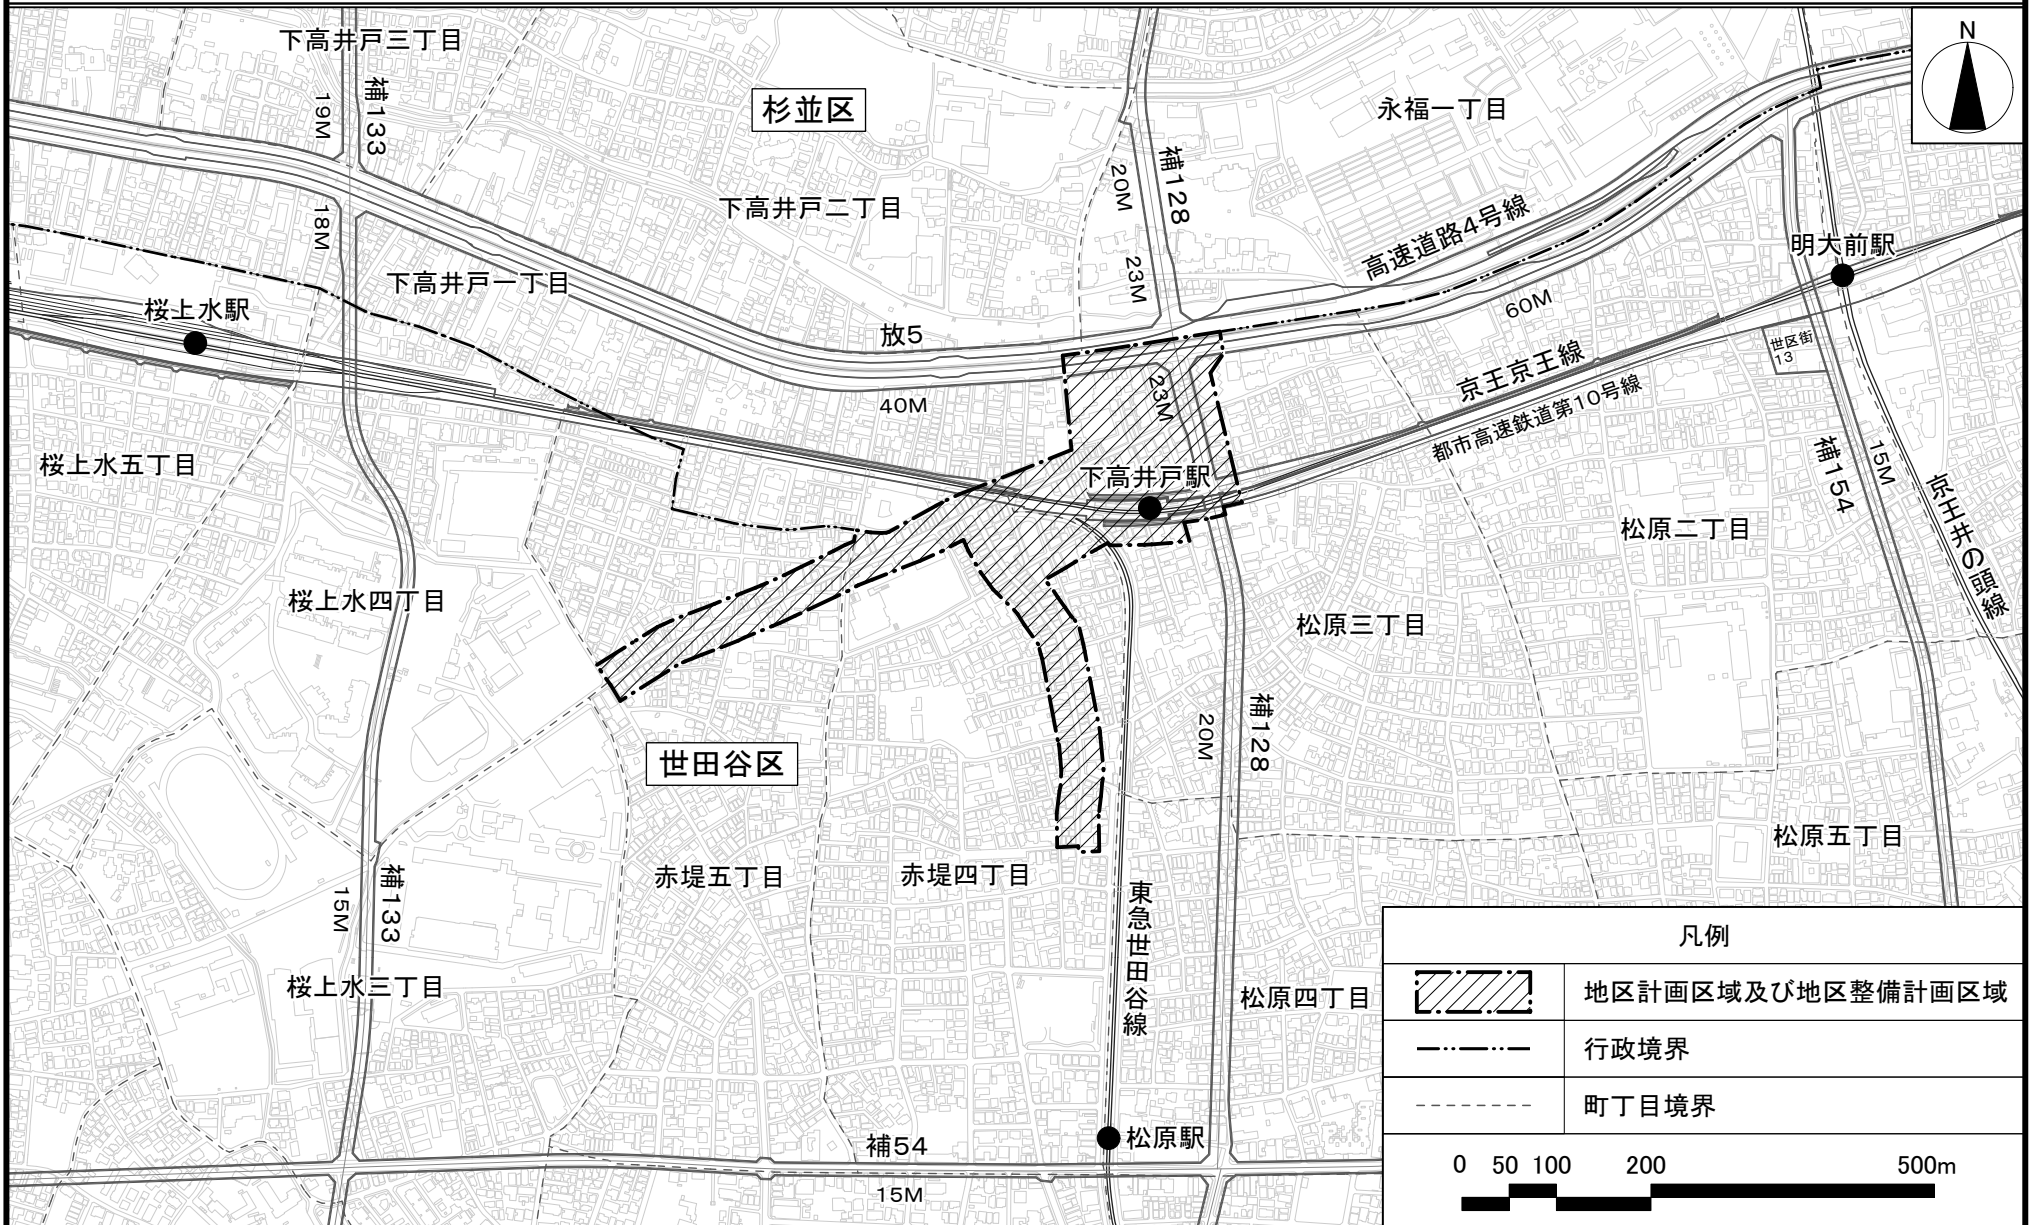 下高井戸三丁目
補133
19M
杉並区
永福一丁目
N
補128
20M
下高井戸二丁目
18M
高速道路4号線
23M
明大前駅
下高井戸一丁目
桜上水駅
放5
60M
世区街
13
京王京王線
23M
40M
都市高速鉄道第10号線
桜上水五丁目
下高井戸駅
補154
15M
京王井の頭線
松原二丁目
桜上水四丁目
松原三丁目
20M
補128
世田谷区
松原五丁目
赤堤五丁目
赤堤四丁目
補133
15M
東急世田谷線
桜上水三丁目
松原四丁目
凡例
地区計画区域及び地区整備計画区域
行政境界
町丁目境界
松原駅
補54
15M
0 50 100 200 500m